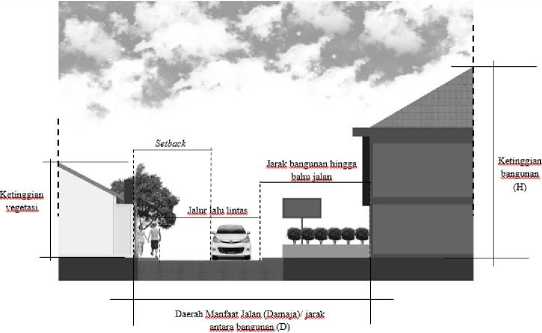 Setback
Jarak bangunan hingga
bahu jalan
Ketinggian
bangunan
(H)
Ketinggian
vegetasi
Jalur lalu lintas
Daerah Manfaat Jalan (Damaja)/ jarak
antara bangunan (D)